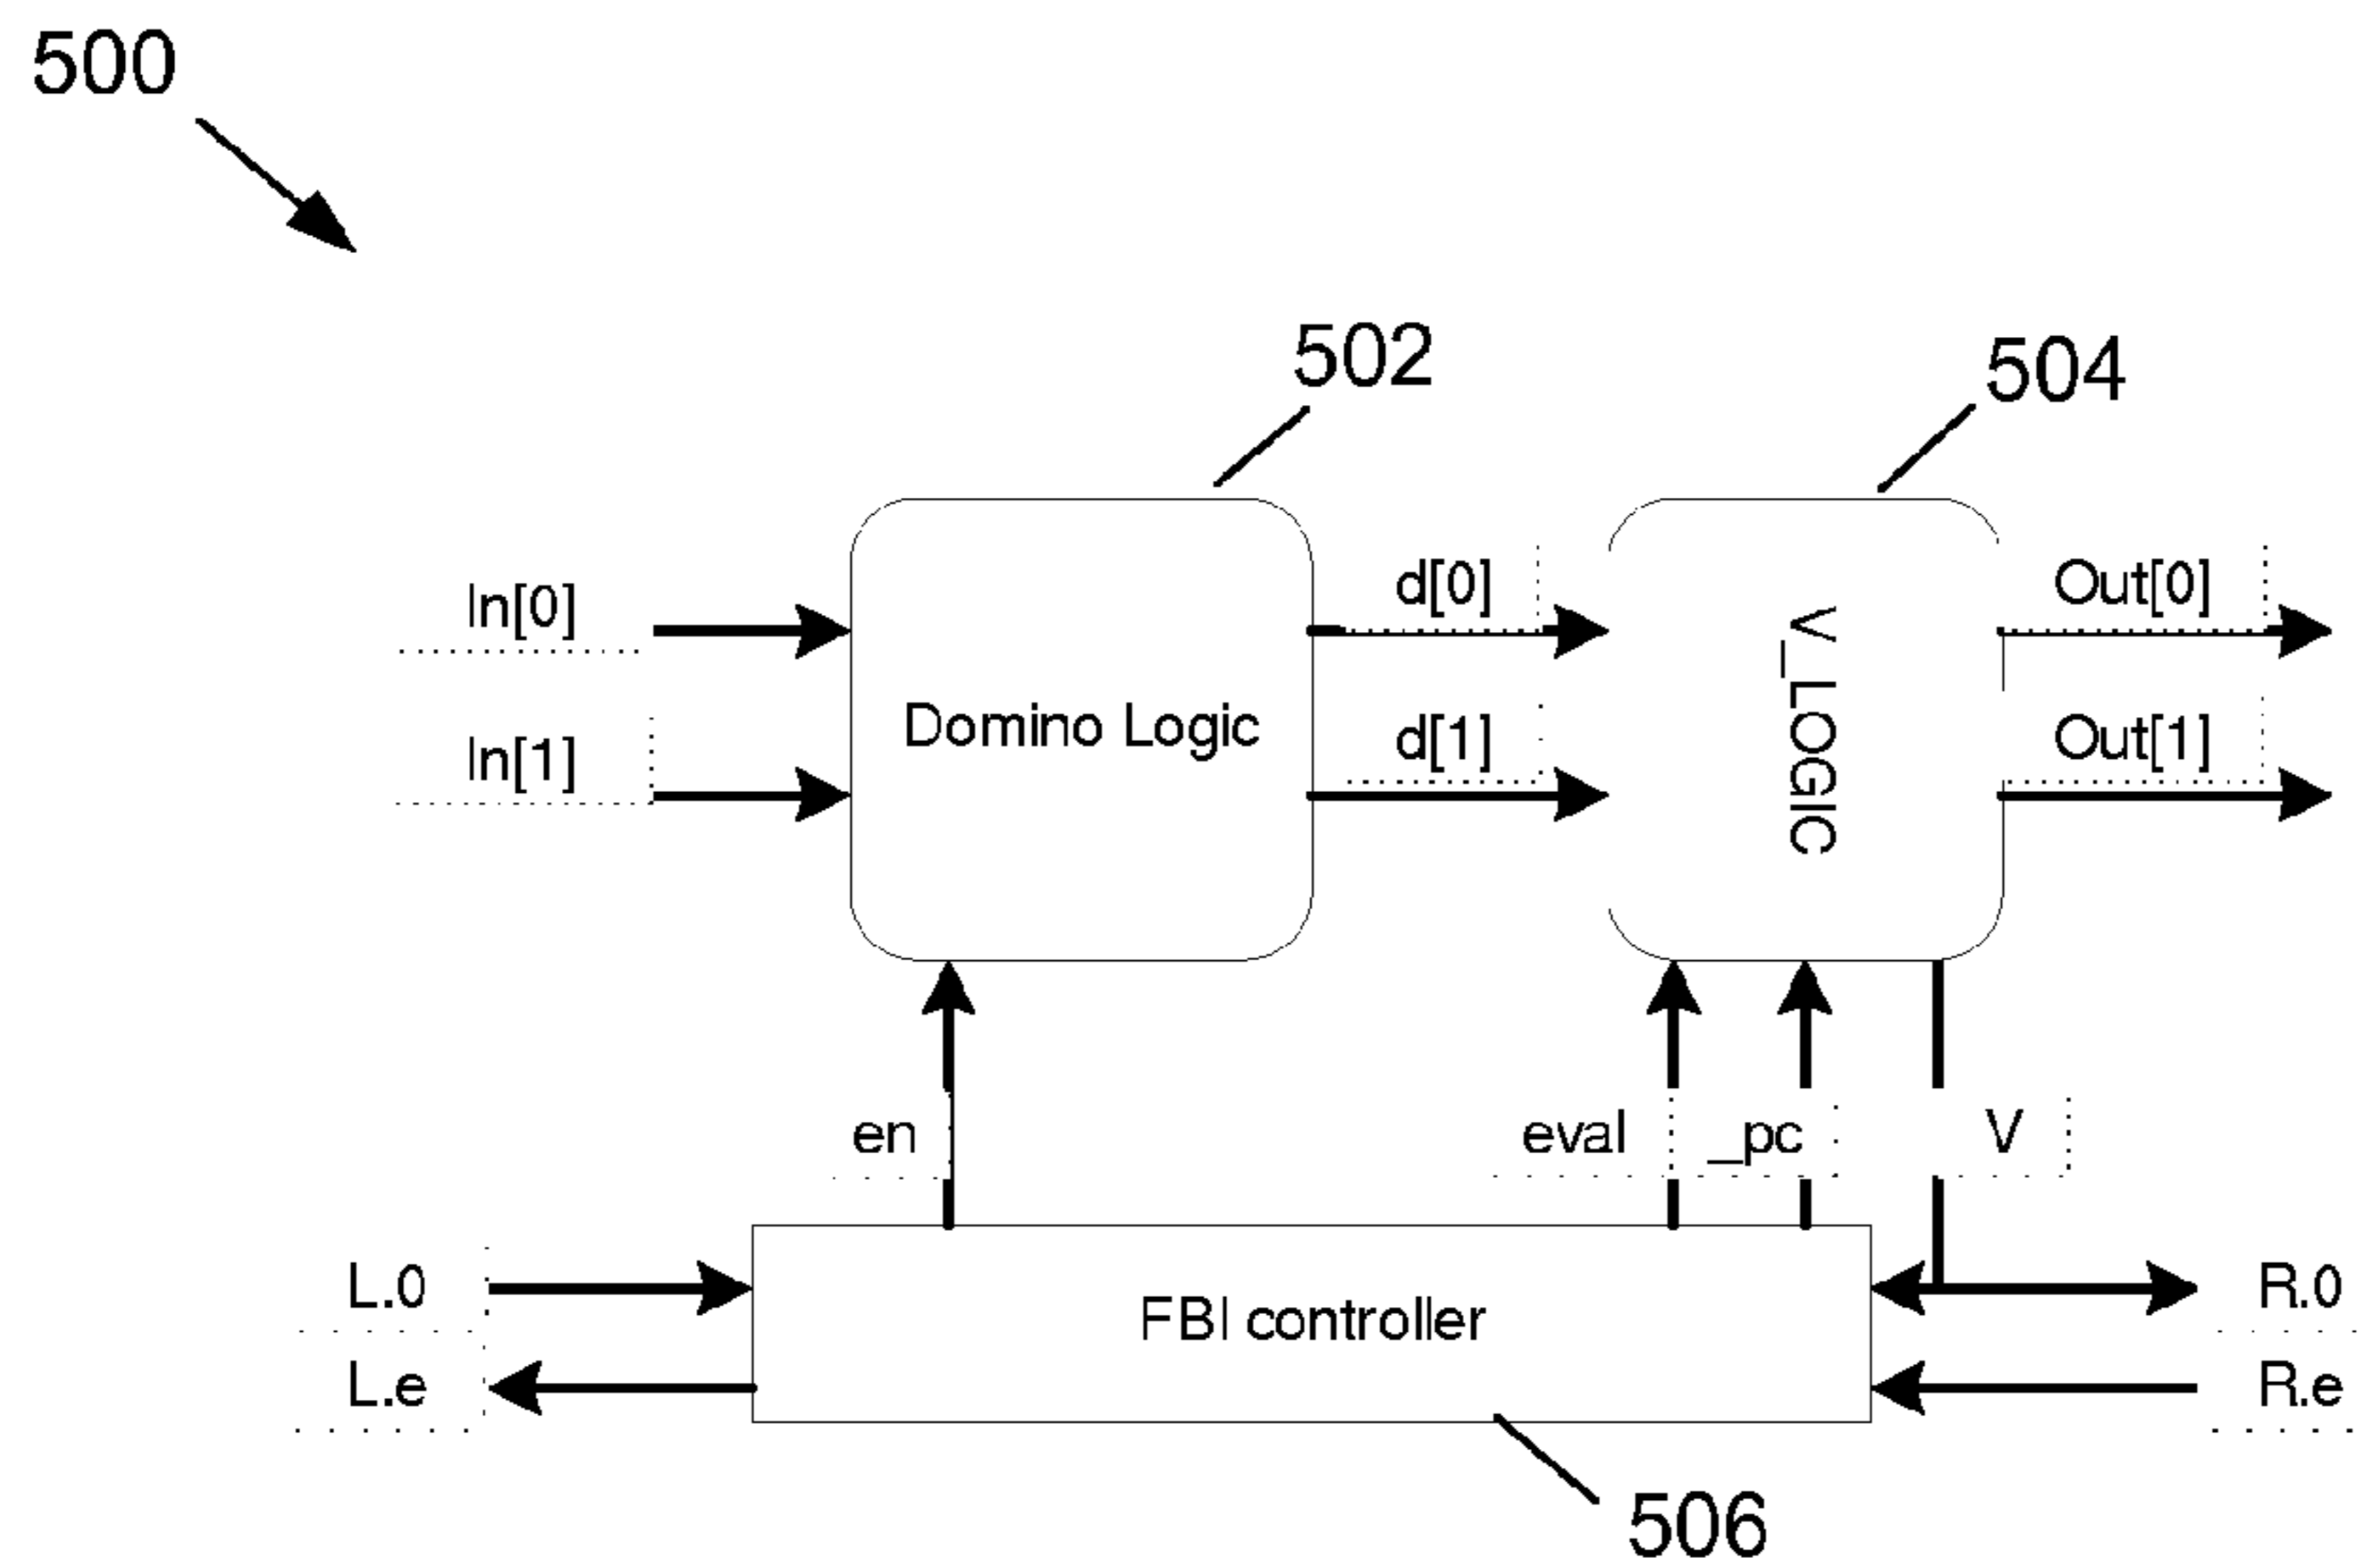 500
502
504
In[0]
d[0]
Out[0]
In[1]
Domino Logic
d[1]
V_LOGIC
Out[1]
en
eval
_pc
V
L.0
FBI controller
R.0
L.e
R.e
506